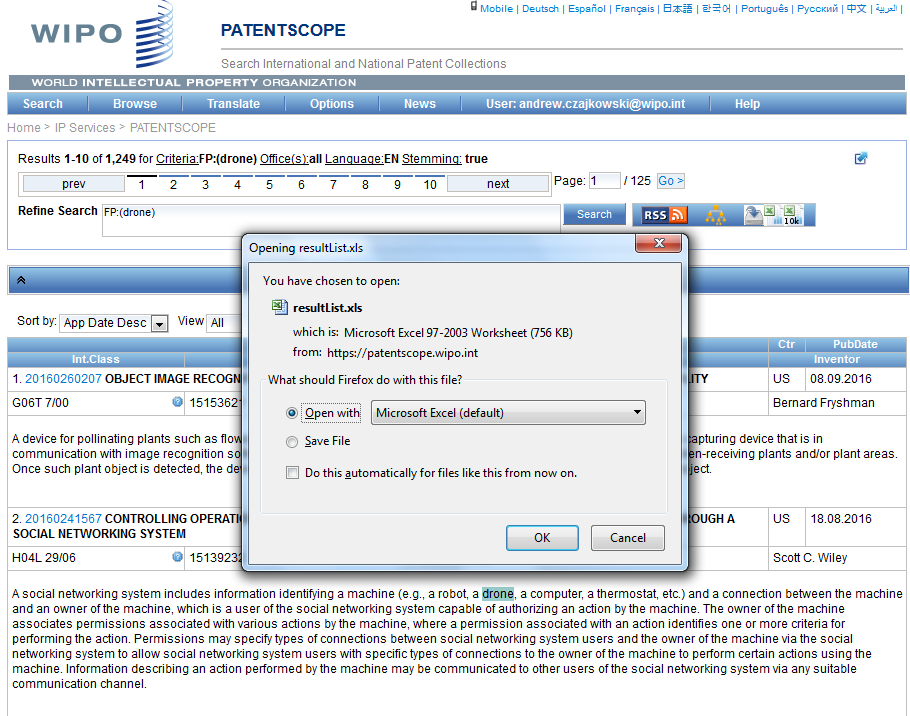 Mobile | Deutsch | Español | Français | 日本語 | 한국어 | Português | Русский | 中文 | العربية |
WIPO
PATENTSCOPE
Search International and National Patent Collections
WORLD INTELLECTUAL PROPERTY ORGANIZATION
Search Browse Translate Options News User: andrew.czajkowski@wipo.int Help
Home > IP Services > PATENTSCOPE
Results 1-10 of 1,249 for Criteria:FP:(drone) Office(s):all Language:EN Stemming: true
prev 1 2 3 4 5 6 7 8 9 10 next Page: 1 / 125 Go >
Refine Search FP:(drone) Search RSS 10k
Opening resultList.xls
You have chosen to open:
resultList.xls
which is: Microsoft Excel 97-2003 Worksheet (756 KB)
from: https://patentscope.wipo.int
What should Firefox do with this file?
Open with Microsoft Excel (default)
Save File
Do this automatically for files like this from now on.
OK Cancel
Sort by: App Date Desc View All
Ctr PubDate
Int.Class Inventor
1. 20160260207 OBJECT IMAGE RECOGN ITY US 08.09.2016
G06T 7/00 1515362 Bernard Fryshman
A device for pollinating plants such as flow capturing device that is in
communication with image recognition so en-receiving plants and/or plant areas.
Once such plant object is detected, the dev ject.
2. 20160241567 CONTROLLING OPERATI ROUGH A US 18.08.2016
SOCIAL NETWORKING SYSTEM
H04L 29/06 1513923 Scott C. Wiley
A social networking system includes information identifying a machine (e.g., a robot, a drone, a computer, a thermostat, etc.) and a connection between the machine
and an owner of the machine, which is a user of the social networking system capable of authorizing an action by the machine. The owner of the machine
associates permissions associated with various actions by the machine, where a permission associated with an action identifies one or more criteria for
performing the action. Permissions may specify types of connections between social networking system users and the owner of the machine via the social
networking system to allow social networking system users with specific types of connections to the owner of the machine to perform certain actions using the
machine. Information describing an action performed by the machine may be communicated to other users of the social networking system via any suitable
communication channel.